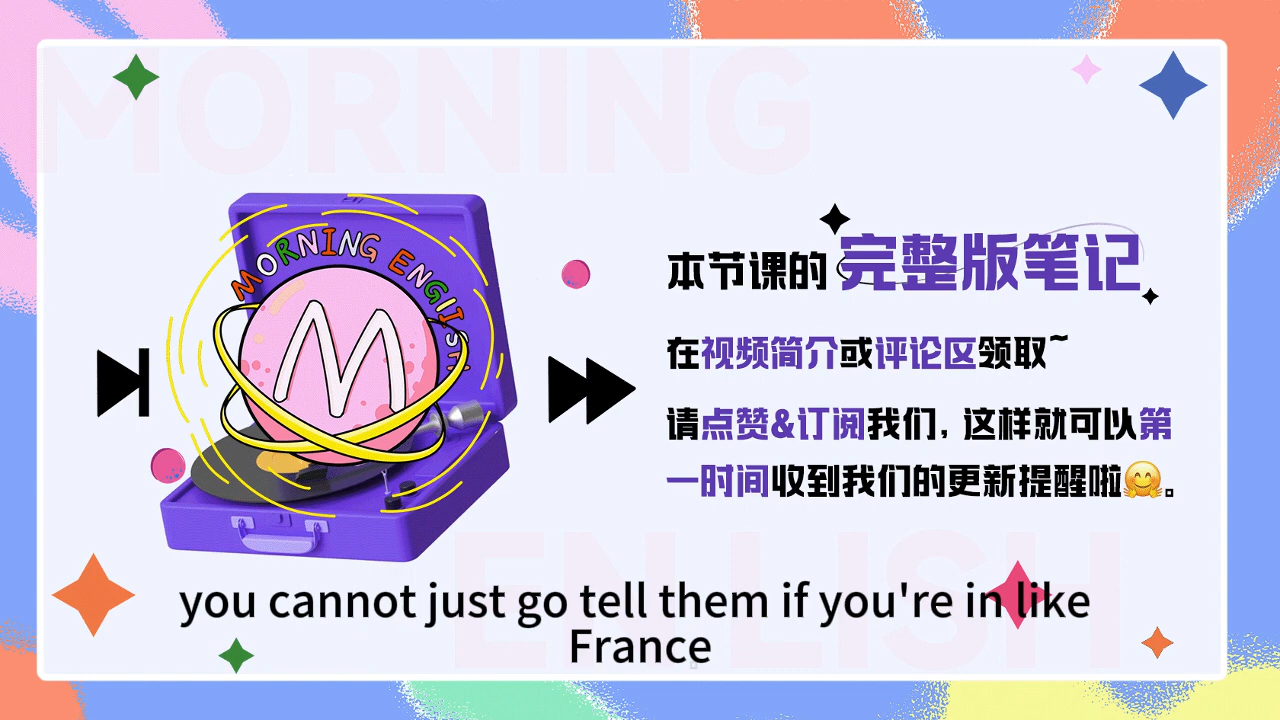 MORNING
MORNING ENGlISH
M
本节课的 完整版笔记
在视频简介或评论区领取~
请点赞&订阅我们，这样就可以第
一时间收到我们的更新提醒啦🤗。
ENGLISH
you cannot just go tell them if you're in like
France